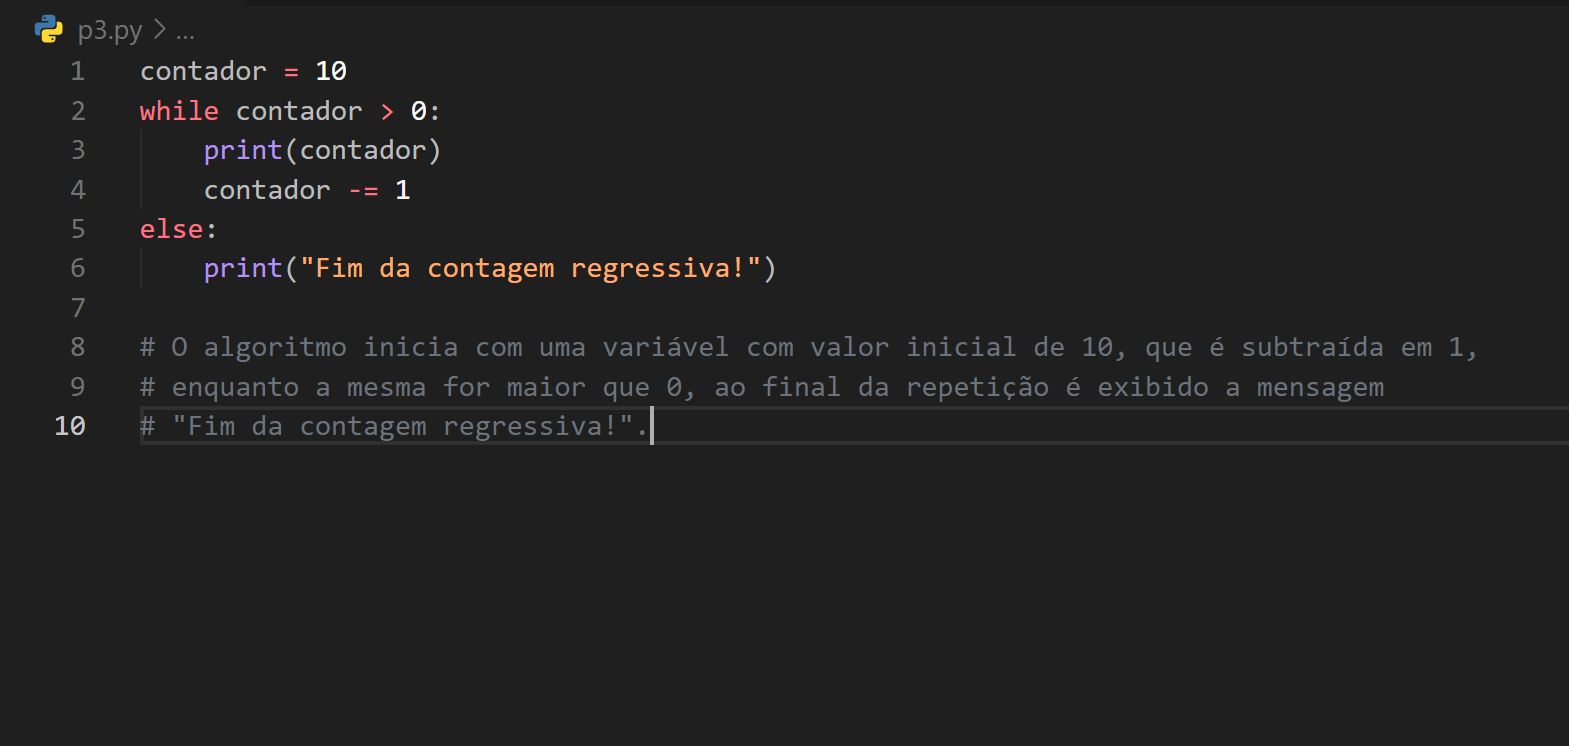 p3.py > ...
1 contador = 10
2 while contador > 0:
3     print(contador)
4     contador -= 1
5 else:
6     print("Fim da contagem regressiva!")
7
8 # O algoritmo inicia com uma variável com valor inicial de 10, que é subtraída em 1,
9 # enquanto a mesma for maior que 0, ao final da repetição é exibido a mensagem
10 # "Fim da contagem regressiva!".